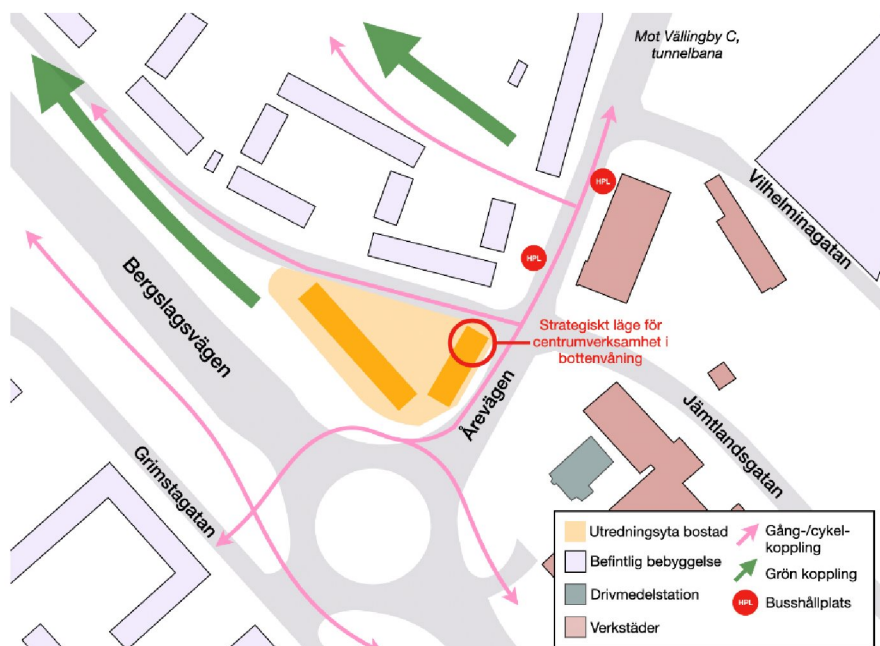 Mot Vällingby C,
tunnelbana
HPL
Vilhelminagatan
HPL
Bergslagsvägen
Strategiskt läge för
centrumverksamhet i
bottenvåning
Årevägen
Jämtlandsgatan
Grimstagatan
Utredningsyta bostad
Befintlig bebyggelse
Drivmedelstation
Verkstäder
Gång-/cykel-
koppling
Grön koppling
HPL
Busshållplats